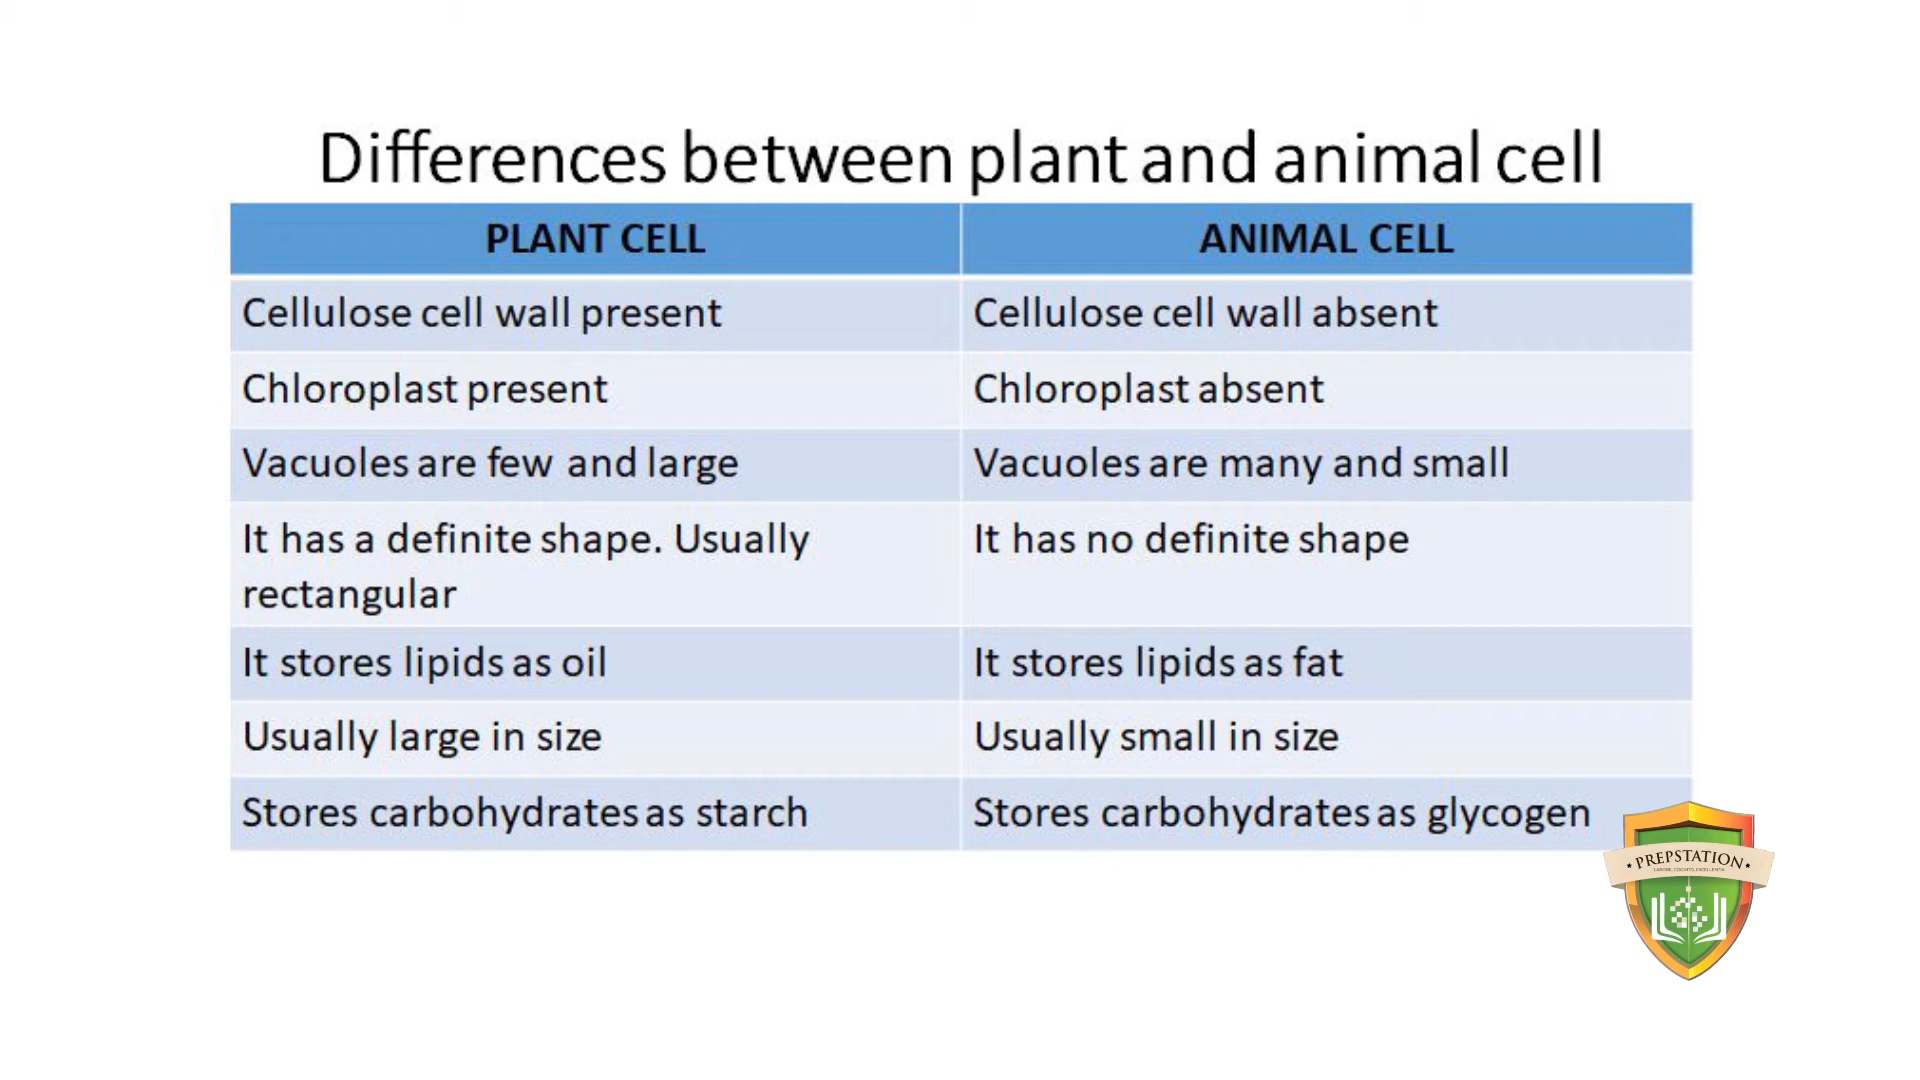 Differences between plant and animal cell
PLANT CELL
ANIMAL CELL
Cellulose cell wall present
Cellulose cell wall absent
Chloroplast present
Chloroplast absent
Vacuoles are few and large
Vacuoles are many and small
It has a definite shape. Usually
rectangular
It has no definite shape
It stores lipids as oil
It stores lipids as fat
Usually large in size
Usually small in size
Stores carbohydrates as starch
Stores carbohydrates as glycogen
PREPSTATION